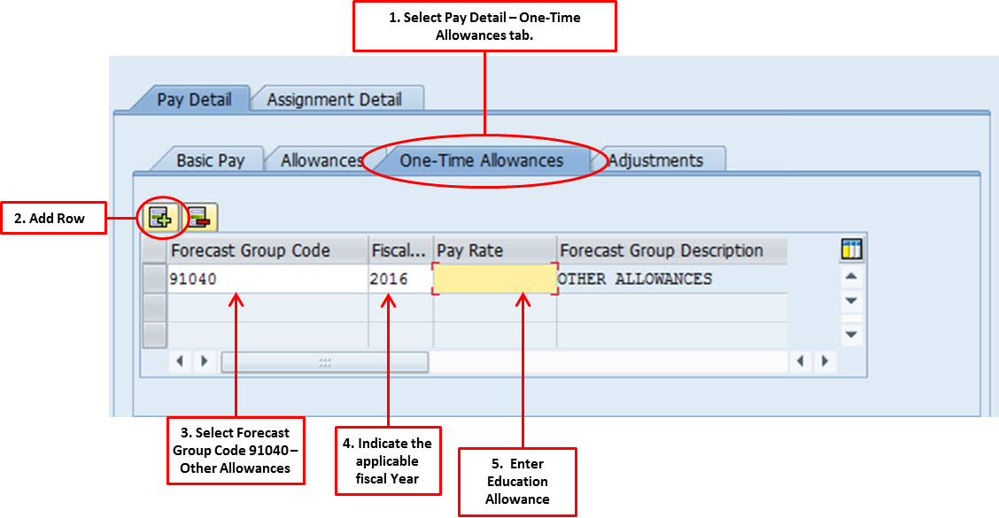 1. Select Pay Detail – One-Time
Allowances tab.
Pay Detail
Assignment Detail
Basic Pay
Allowances
One-Time Allowances
Adjustments
2. Add Row
Forecast Group Code
Fiscal...
Pay Rate
Forecast Group Description
91040
2016
OTHER ALLOWANCES
3. Select Forecast
Group Code 91040 –
Other Allowances
4. Indicate the
applicable
fiscal Year
5. Enter
Education
Allowance